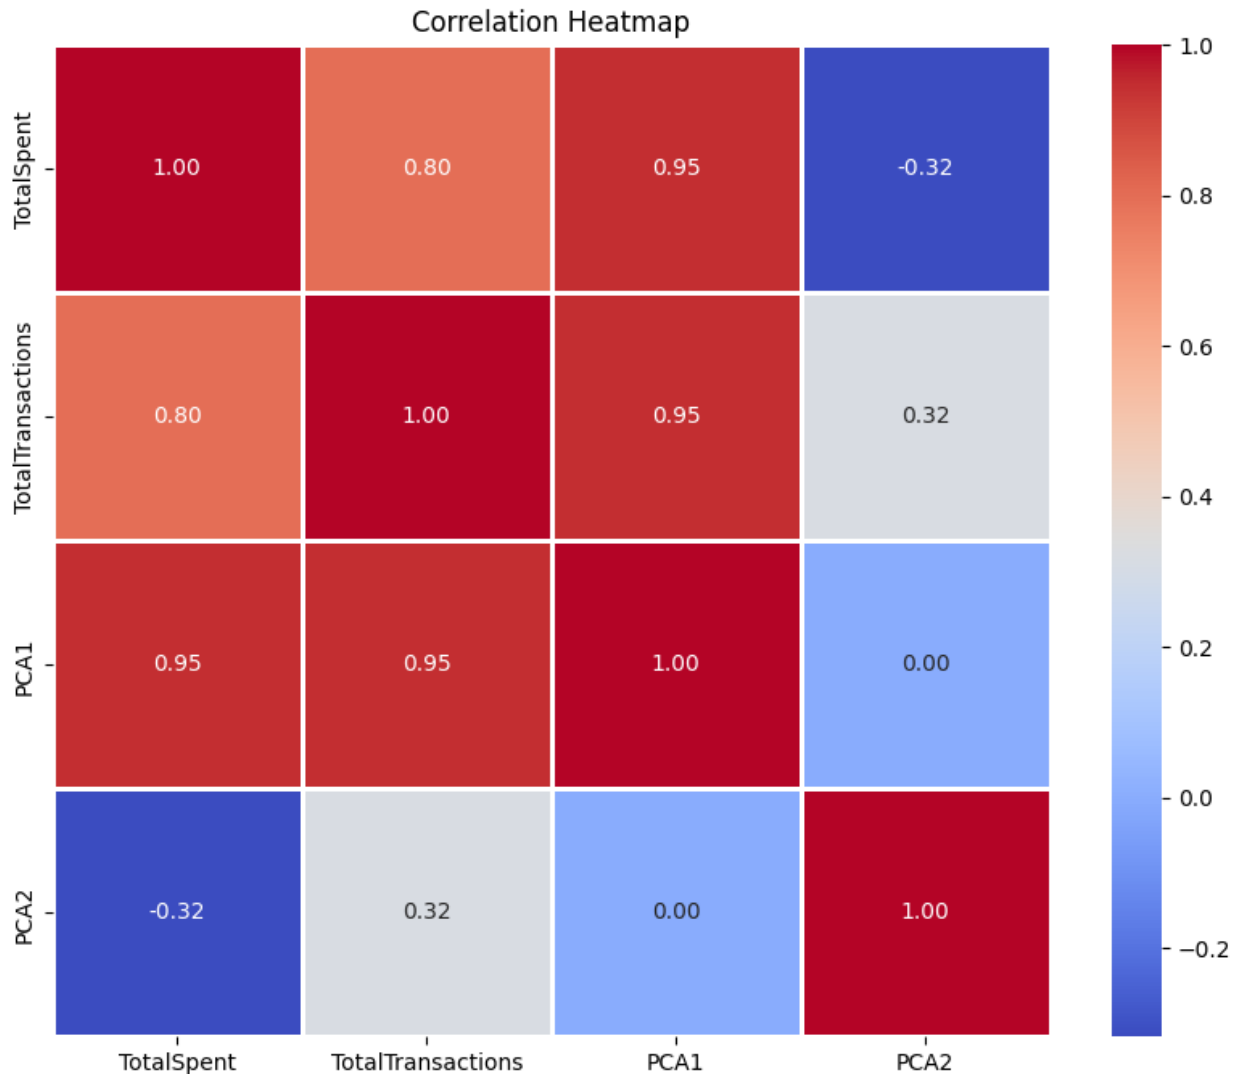 Correlation Heatmap
TotalSpent
1.00 0.80 0.95 -0.32
TotalTransactions
0.80 1.00 0.95 0.32
PCA1
0.95 0.95 1.00 0.00
PCA2
-0.32 0.32 0.00 1.00
TotalSpent TotalTransactions PCA1 PCA2
1.0
0.8
0.6
0.4
0.2
0.0
−0.2